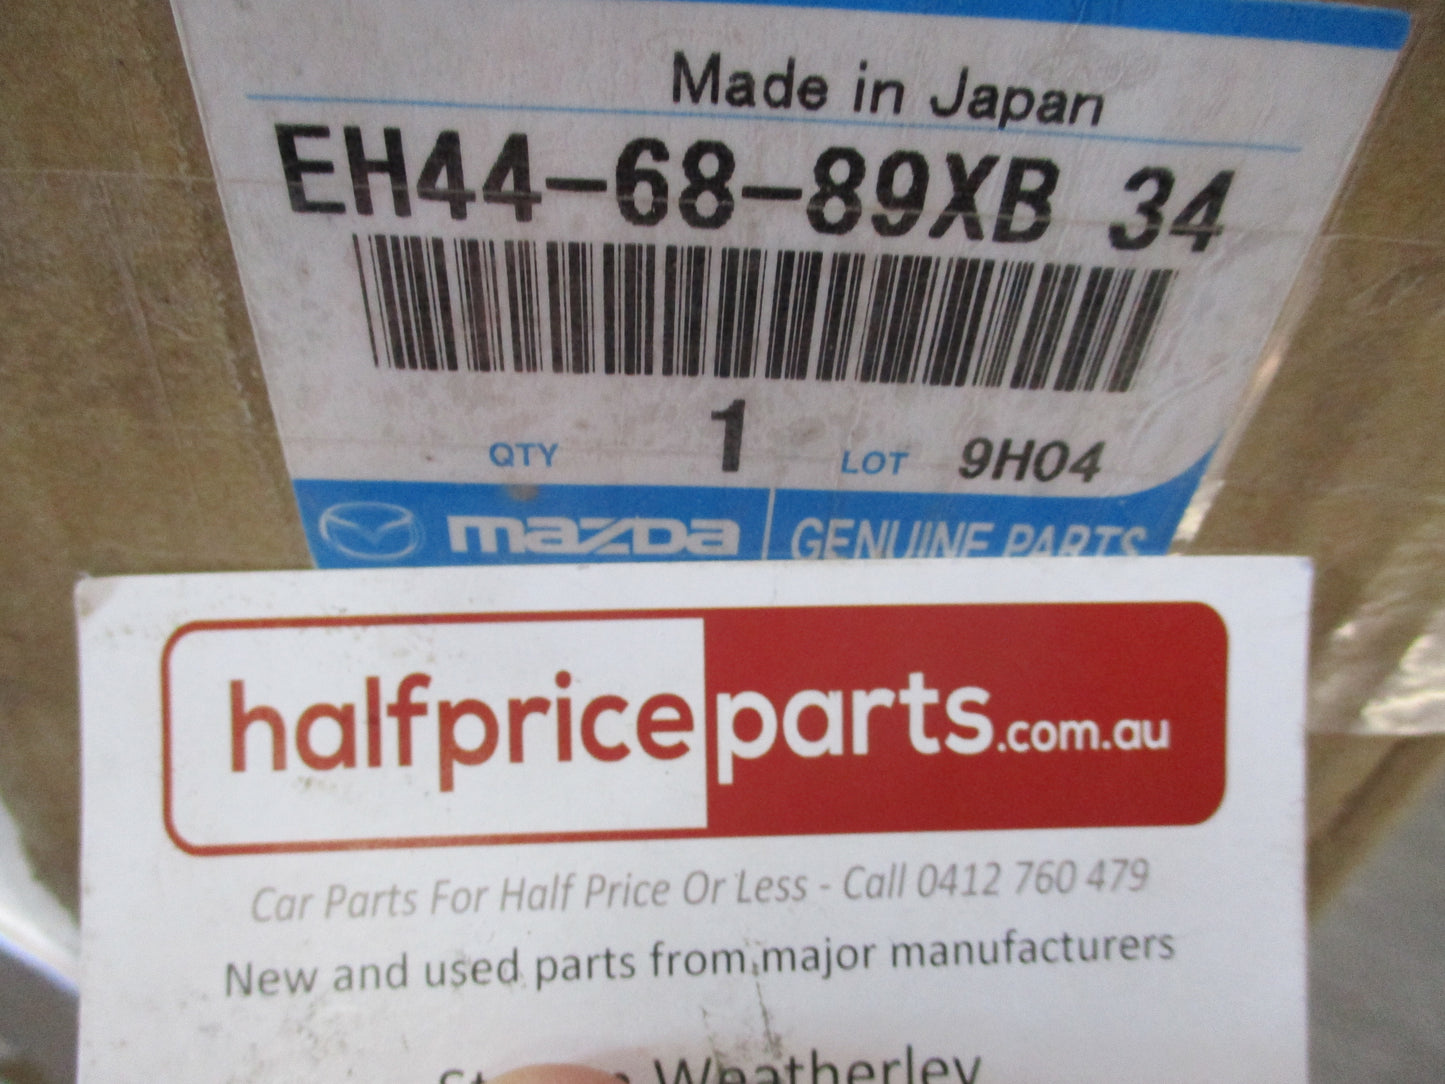 Made in Japan
EH44-68-89XB 34
QTY 1 LOT 9H04
mazda GENUINE PARTS
halfpriceparts.com.au
Car Parts For Half Price Or Less - Call 0412 760 479
New and used parts from major manufacturers
Weatherley